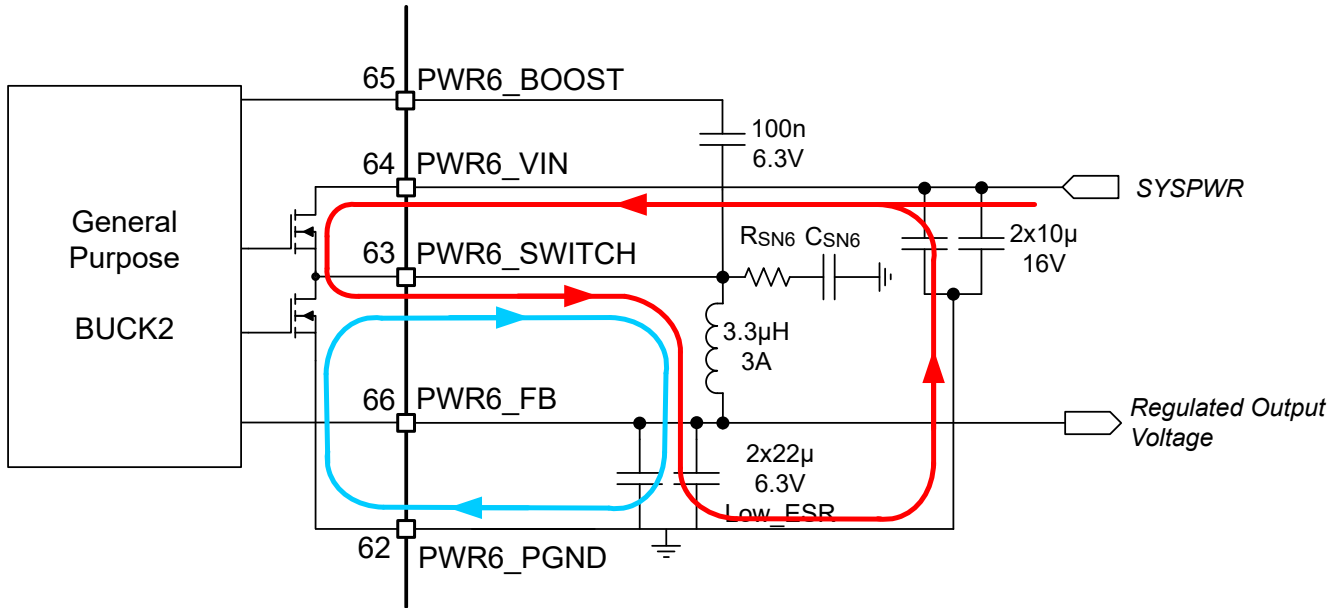 65 PWR6_BOOST
100n
6.3V
64 PWR6_VIN
SYSPWR
General
Purpose
BUCK2
63 PWR6_SWITCH
RSN6 CSN6
2x10µ
16V
3.3µH
3A
66 PWR6_FB
Regulated Output
Voltage
2x22µ
6.3V
Low_ESR
62 PWR6_PGND